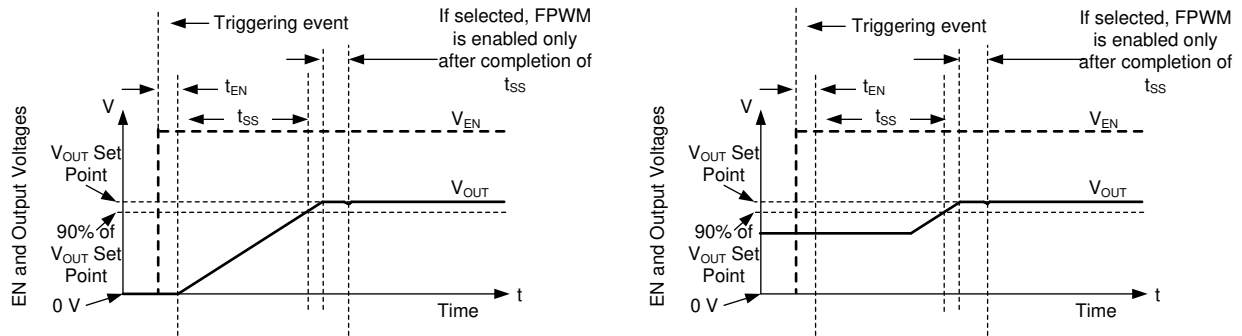 Triggering event
If selected, FPWM
is enabled only
after completion of
tSS
tEN
tSS
V
VEN
VOUT Set
Point
VOUT
90% of
VOUT Set
Point
0 V
t
Time
EN and Output Voltages
Triggering event
If selected, FPWM
is enabled only
after completion of
tSS
tEN
tSS
V
VEN
VOUT Set
Point
VOUT
90% of
VOUT Set
Point
0 V
t
Time
EN and Output Voltages